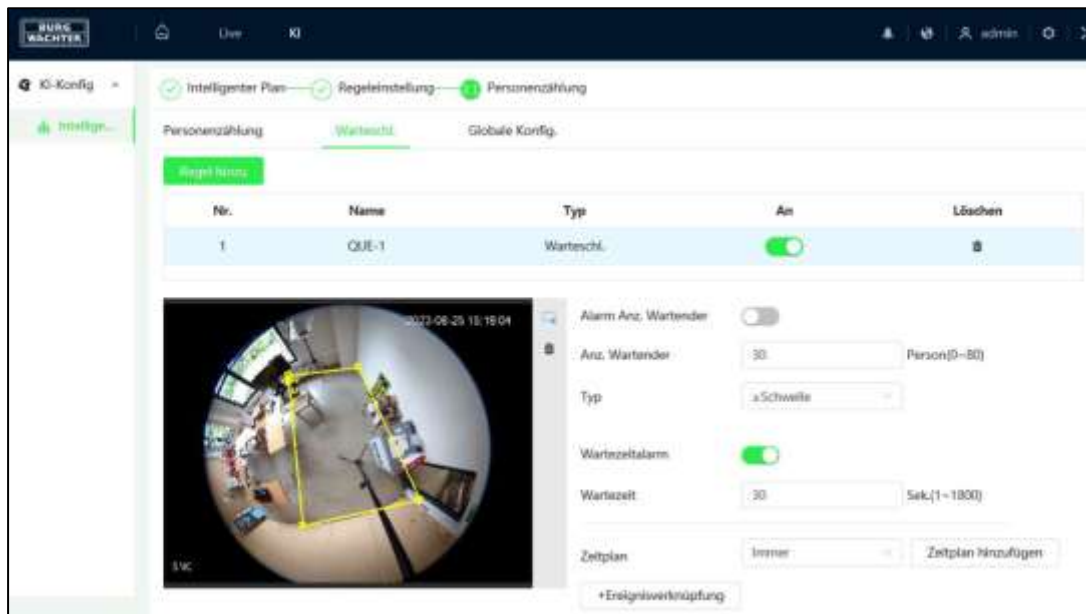 BURG
WÄCHTER
Live
KI
admin
KI-Konfig
Intellige...
Intelligenter Plan
Regeleinstellung
Personenzählung
Personenzählung
Warteschl.
Globale Konfig.
Regel hinzu
Nr.
Name
Typ
An
Löschen
1
QUE-1
Warteschl.
2023-08-25 15:18:04
Alarm Anz. Wartender
Anz. Wartender
30
Person(0~80)
Typ
≥Schwelle
Wartezeitalarm
Wartezeit
30
Sek.(1~1800)
Zeitplan
Immer
Zeitplan hinzufügen
+Ereignisverknüpfung